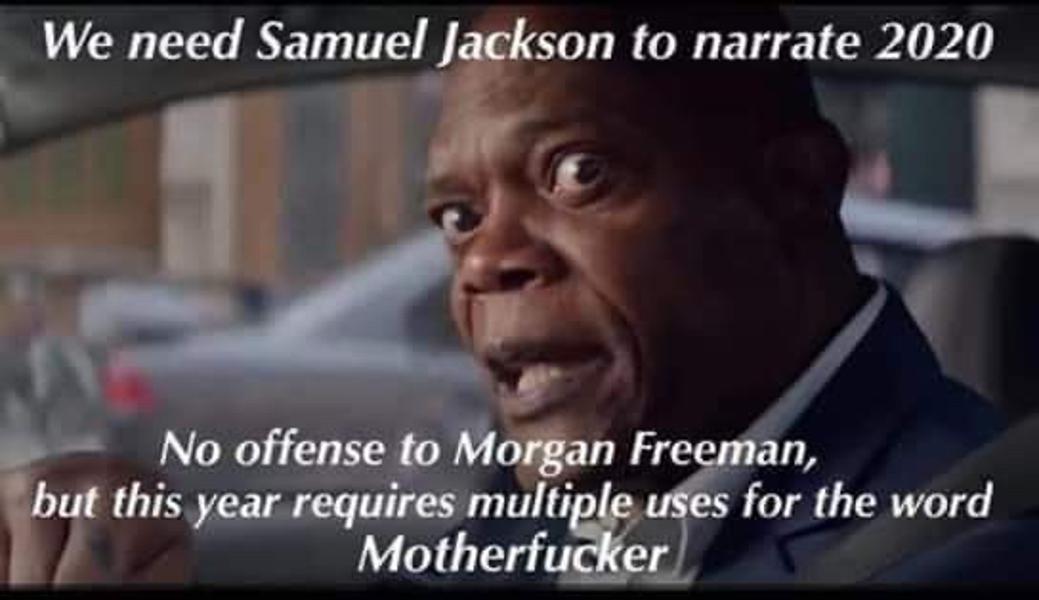 We need Samuel Jackson to narrate 2020
No offense to Morgan Freeman,
but this year requires multiple uses for the word
Motherfucker